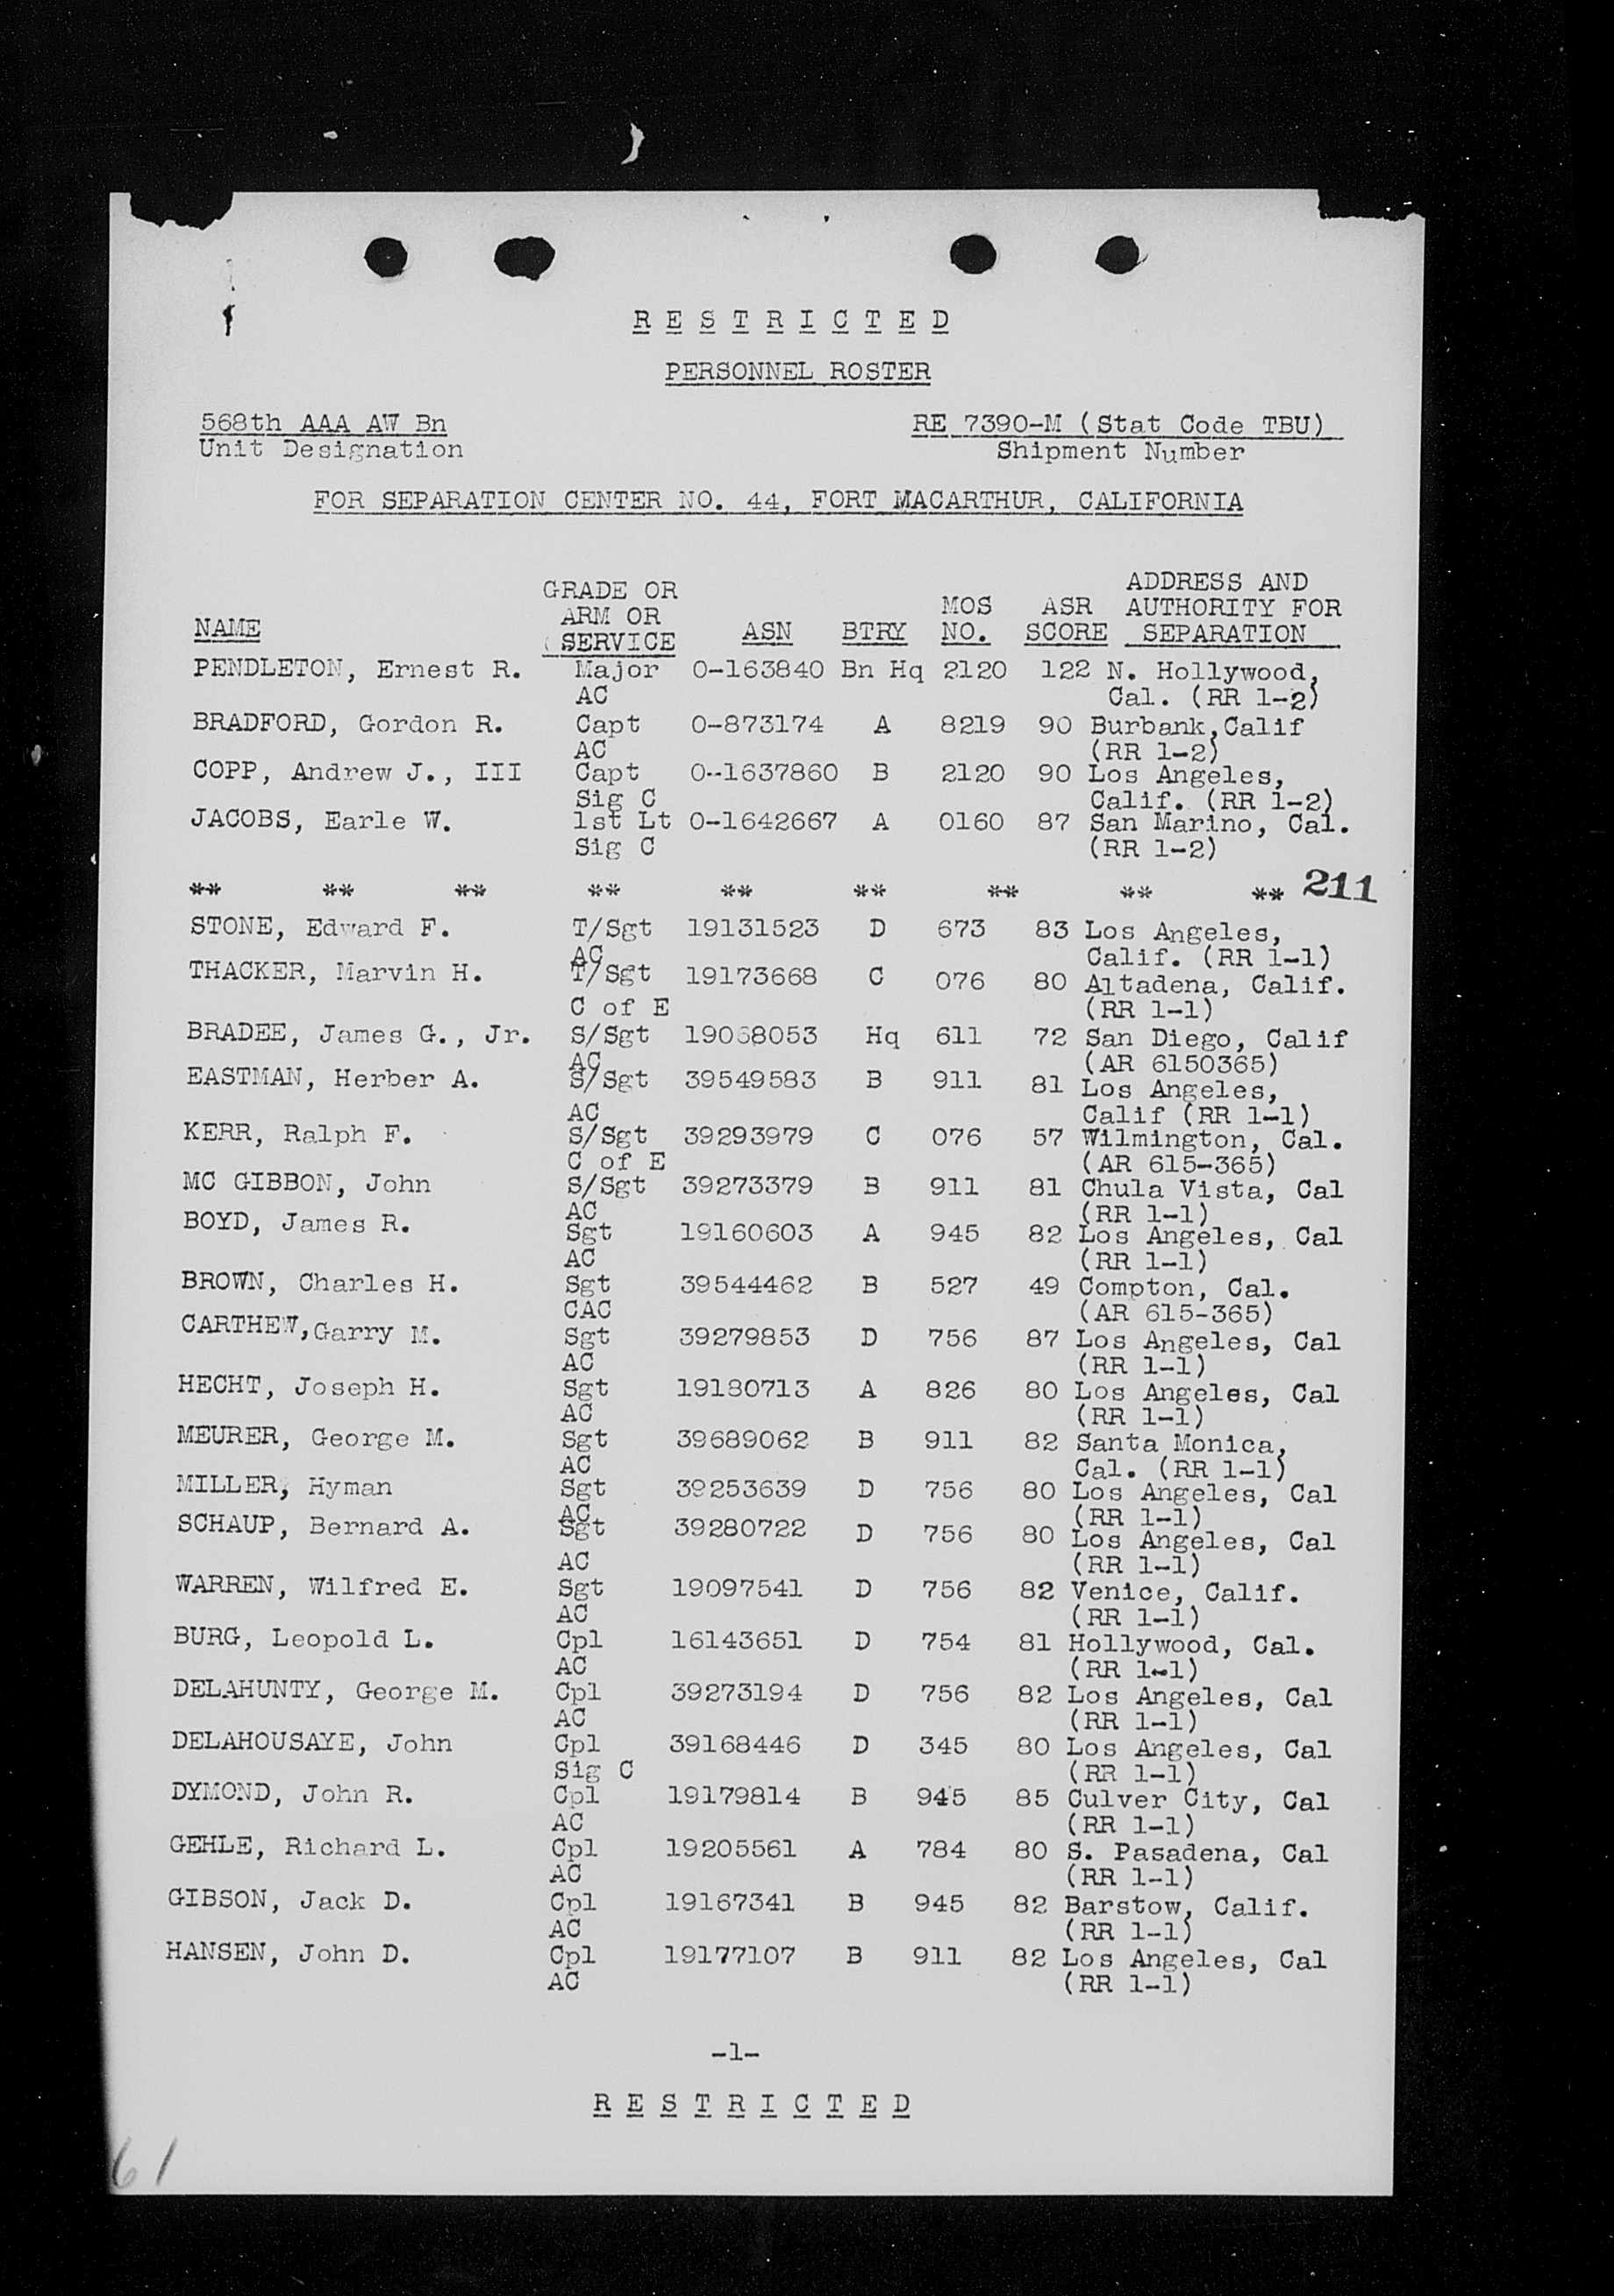 R E S T R I C T E D
PERSONNEL ROSTER
568th AAA AW Bn RE 7390-M (Stat Code TBU)
Unit Designation Shipment Number
FOR SEPARATION CENTER NO. 44, FORT MACARTHUR, CALIFORNIA
GRADE OR ADDRESS AND
ARM OR MOS ASR AUTHORITY FOR
NAME SERVICE ASN BTRY NO. SCORE SEPARATION
PENDLETON, Ernest R. Major O-163840 Bn Hq 2120 122 N. Hollywood,
AC Cal. (RR 1-2)
BRADFORD, Gordon R. Capt O-873174 A 8219 90 Burbank,Calif
AC (RR 1-2)
COPP, Andrew J., III Capt O-1637860 B 2120 90 Los Angeles,
Sig C Calif. (RR 1-2)
JACOBS, Earle W. 1st Lt O-1642667 A 0160 87 San Marino, Cal.
Sig C (RR 1-2)
** ** ** ** ** ** ** ** ** 211
STONE, Edward F. T/Sgt 19131523 D 673 83 Los Angeles,
AC Calif. (RR 1-1)
THACKER, Marvin H. T/Sgt 19173668 C 076 80 Altadena, Calif.
C of E (RR 1-1)
BRADEE, James G., Jr. S/Sgt 19068053 Hq 611 72 San Diego, Calif
AC (AR 6150365)
EASTMAN, Herber A. S/Sgt 39549583 B 911 81 Los Angeles,
AC Calif (RR 1-1)
KERR, Ralph F. S/Sgt 39293979 C 076 57 Wilmington, Cal.
C of E (AR 615-365)
MC GIBBON, John S/Sgt 39273379 B 911 81 Chula Vista, Cal
AC (RR 1-1)
BOYD, James R. Sgt 19160603 A 945 82 Los Angeles, Cal
AC (RR 1-1)
BROWN, Charles H. Sgt 39544462 B 527 49 Compton, Cal.
CAC (AR 615-365)
CARTHEW,Garry M. Sgt 39279853 D 756 87 Los Angeles, Cal
AC (RR 1-1)
HECHT, Joseph H. Sgt 19180713 A 826 80 Los Angeles, Cal
AC (RR 1-1)
MEURER, George M. Sgt 39689062 B 911 82 Santa Monica,
AC Cal. (RR 1-1)
MILLER, Hyman Sgt 39253639 D 756 80 Los Angeles, Cal
AC (RR 1-1)
SCHAUP, Bernard A. Sgt 39280722 D 756 80 Los Angeles, Cal
AC (RR 1-1)
WARREN, Wilfred E. Sgt 19097541 D 756 82 Venice, Calif.
AC (RR 1-1)
BURG, Leopold L. Cpl 16143651 D 754 81 Hollywood, Cal.
AC (RR 1-1)
DELAHUNTY, George M. Cpl 39273194 D 756 82 Los Angeles, Cal
AC (RR 1-1)
DELAHOUSAYE, John Cpl 39168446 D 345 80 Los Angeles, Cal
Sig C (RR 1-1)
DYMOND, John R. Cpl 19179814 B 945 85 Culver City, Cal
AC (RR 1-1)
GEHLE, Richard L. Cpl 19205561 A 784 80 S. Pasadena, Cal
AC (RR 1-1)
GIBSON, Jack D. Cpl 19167341 B 945 82 Barstow, Calif.
AC (RR 1-1)
HANSEN, John D. Cpl 19177107 B 911 82 Los Angeles, Cal
AC (RR 1-1)
-1-
R E S T R I C T E D
61